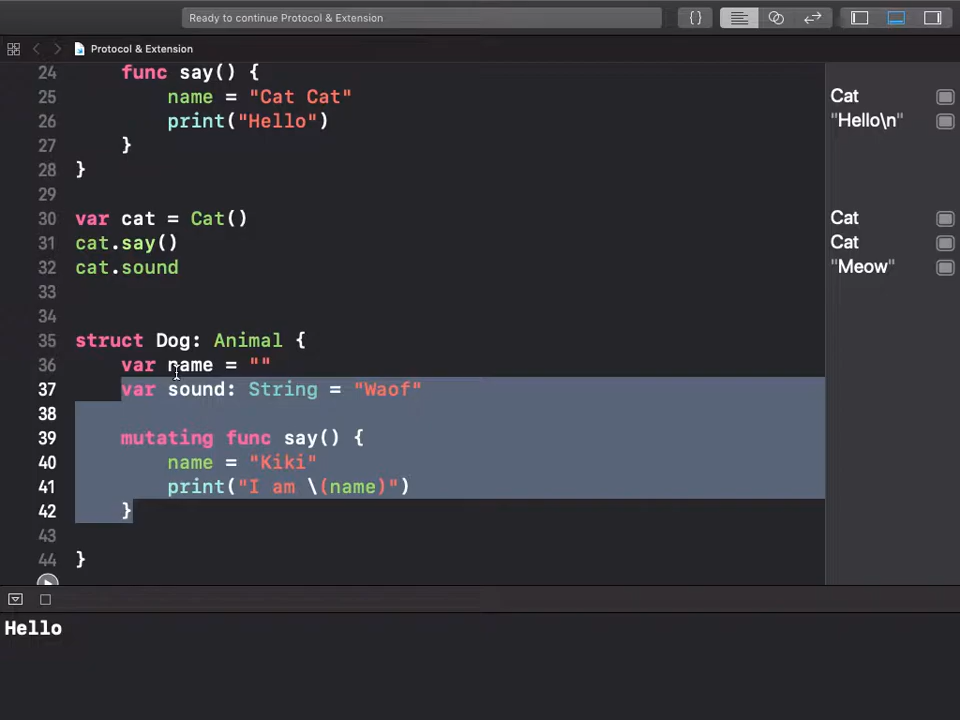 Ready to continue Protocol & Extension
Protocol & Extension
24 func say() {
25 name = "Cat Cat"
Cat
26 print("Hello")
"Hello\n"
27 }
28 }
29
30 var cat = Cat()
Cat
31 cat.say()
Cat
32 cat.sound
"Meow"
33
34
35 struct Dog: Animal {
36 var name = ""
37 var sound: String = "Waof"
38
39 mutating func say() {
40 name = "Kiki"
41 print("I am \(name)")
42 }
43
44 }
Hello